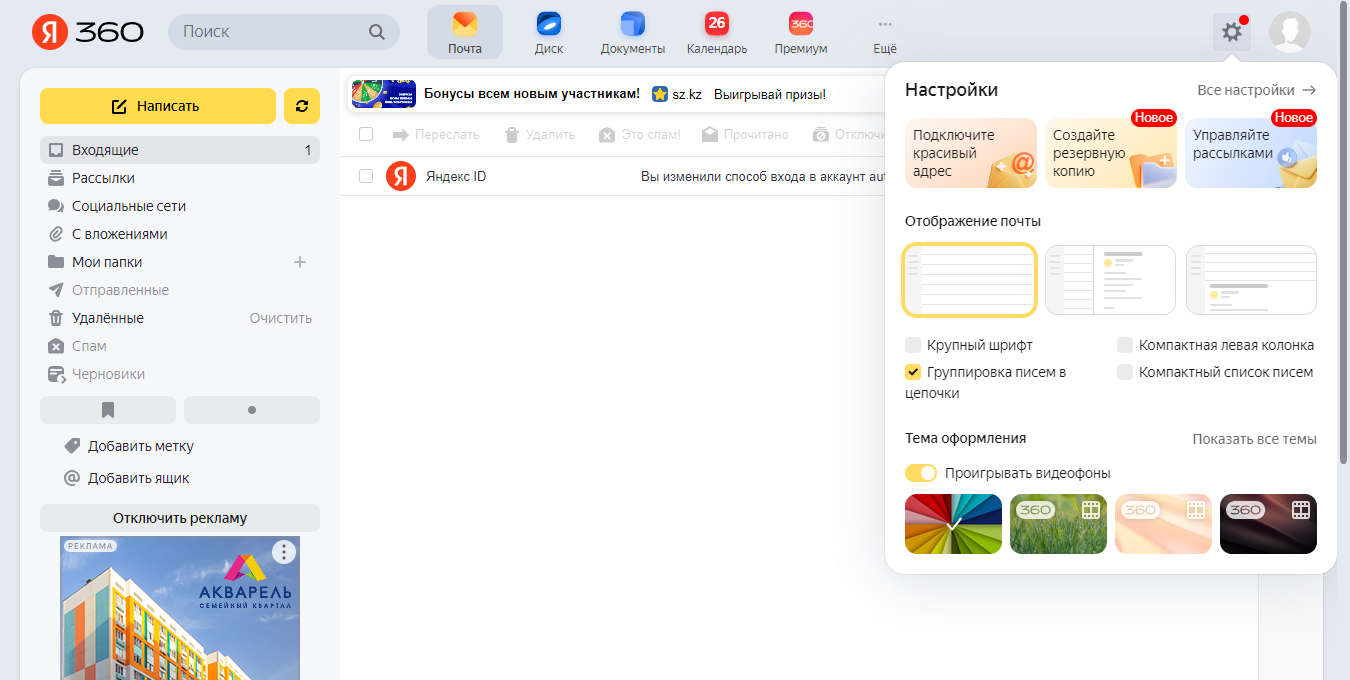 Я 360
Поиск
Почта
Диск
Документы
26
Календарь
360
Премиум
Ещё
Написать
Входящие 1
Рассылки
Социальные сети
С вложениями
Мои папки
Отправленные
Удалённые Очистить
Спам
Черновики
Добавить метку
Добавить ящик
Отключить рекламу
РЕКЛАМА
АКВАРЕЛЬ
СЕМЕЙНЫЙ КВАРТАЛ
Бонусы всем новым участникам! sz.kz Выигрывай призы!
Переслать Удалить Это спам! Прочитано Отключи
Я Яндекс ID Вы изменили способ входа в аккаунт aut
Настройки Все настройки
Подключите
красивый
адрес
Новое
Создайте
резервную
копию
Новое
Управляйте
рассылками
Отображение почты
Крупный шрифт
Компактная левая колонка
Группировка писем в
цепочки
Компактный список писем
Тема оформления Показать все темы
Проигрывать видеофоны
360 360 360